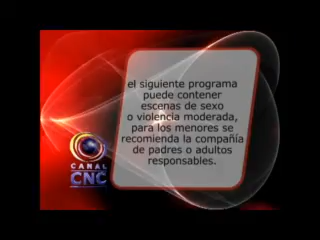 el siguiente programa
puede contener
escenas de sexo
o violencia moderada,
para los menores se
recomienda la compañía
de padres o adultos
responsables.
CANAL
CNC